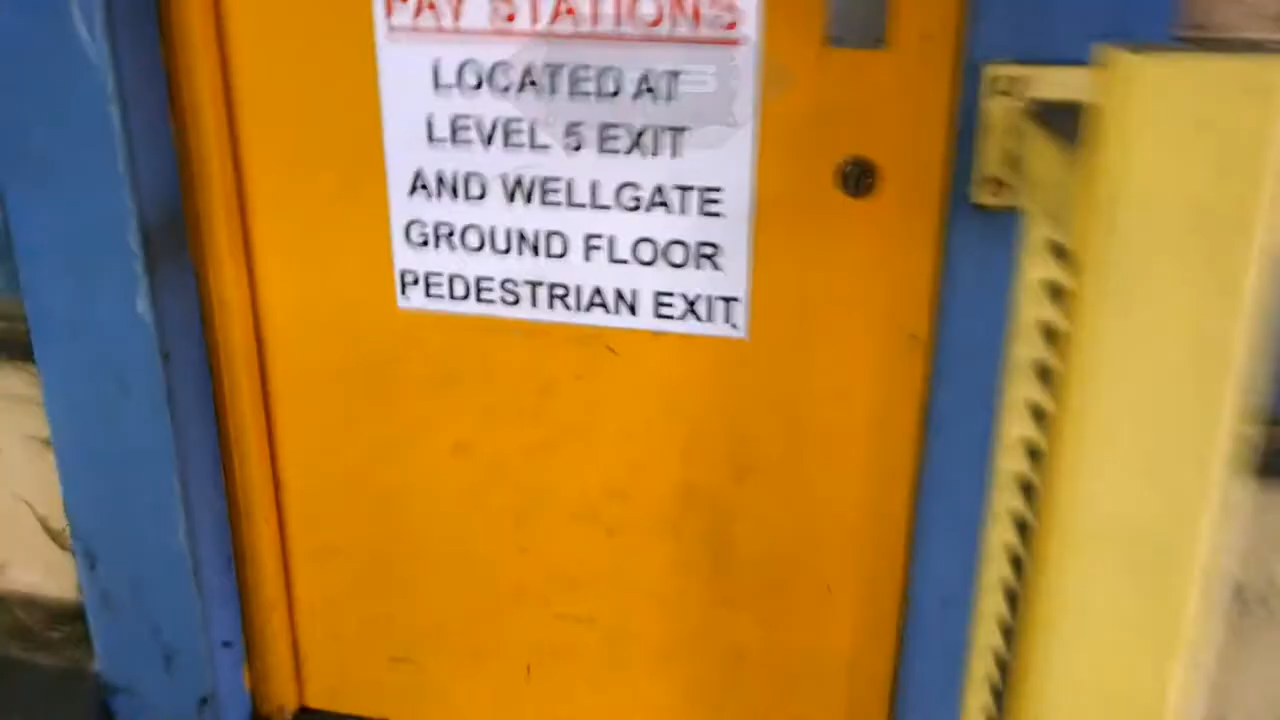 PAY STATIONS
LOCATED AT
LEVEL 5 EXIT
AND WELLGATE
GROUND FLOOR
PEDESTRIAN EXIT